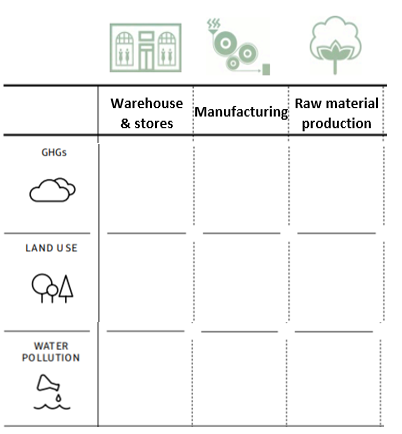 Warehouse
& stores
Manufacturing
Raw material
production
GHGs
LAND USE
WATER
POLLUTION